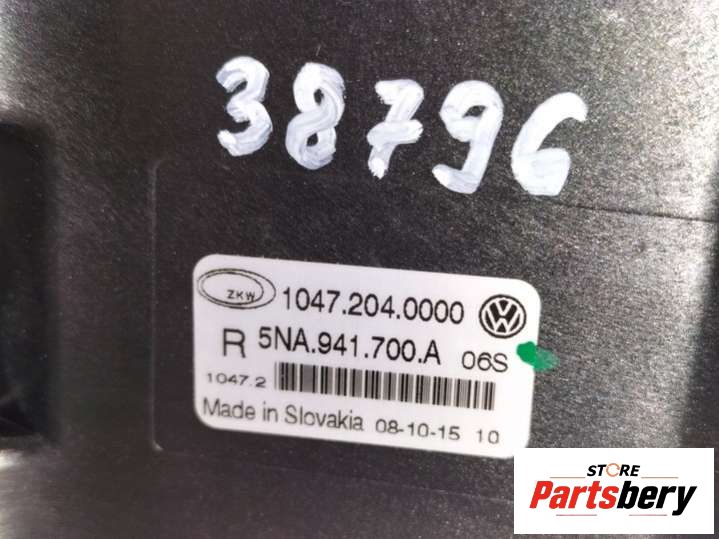 38796
ZKW 1047.204.0000 VW
R 5NA.941.700.A 06S
1047.2
Made in Slovakia 08-10-15 10
STORE
Partsbery